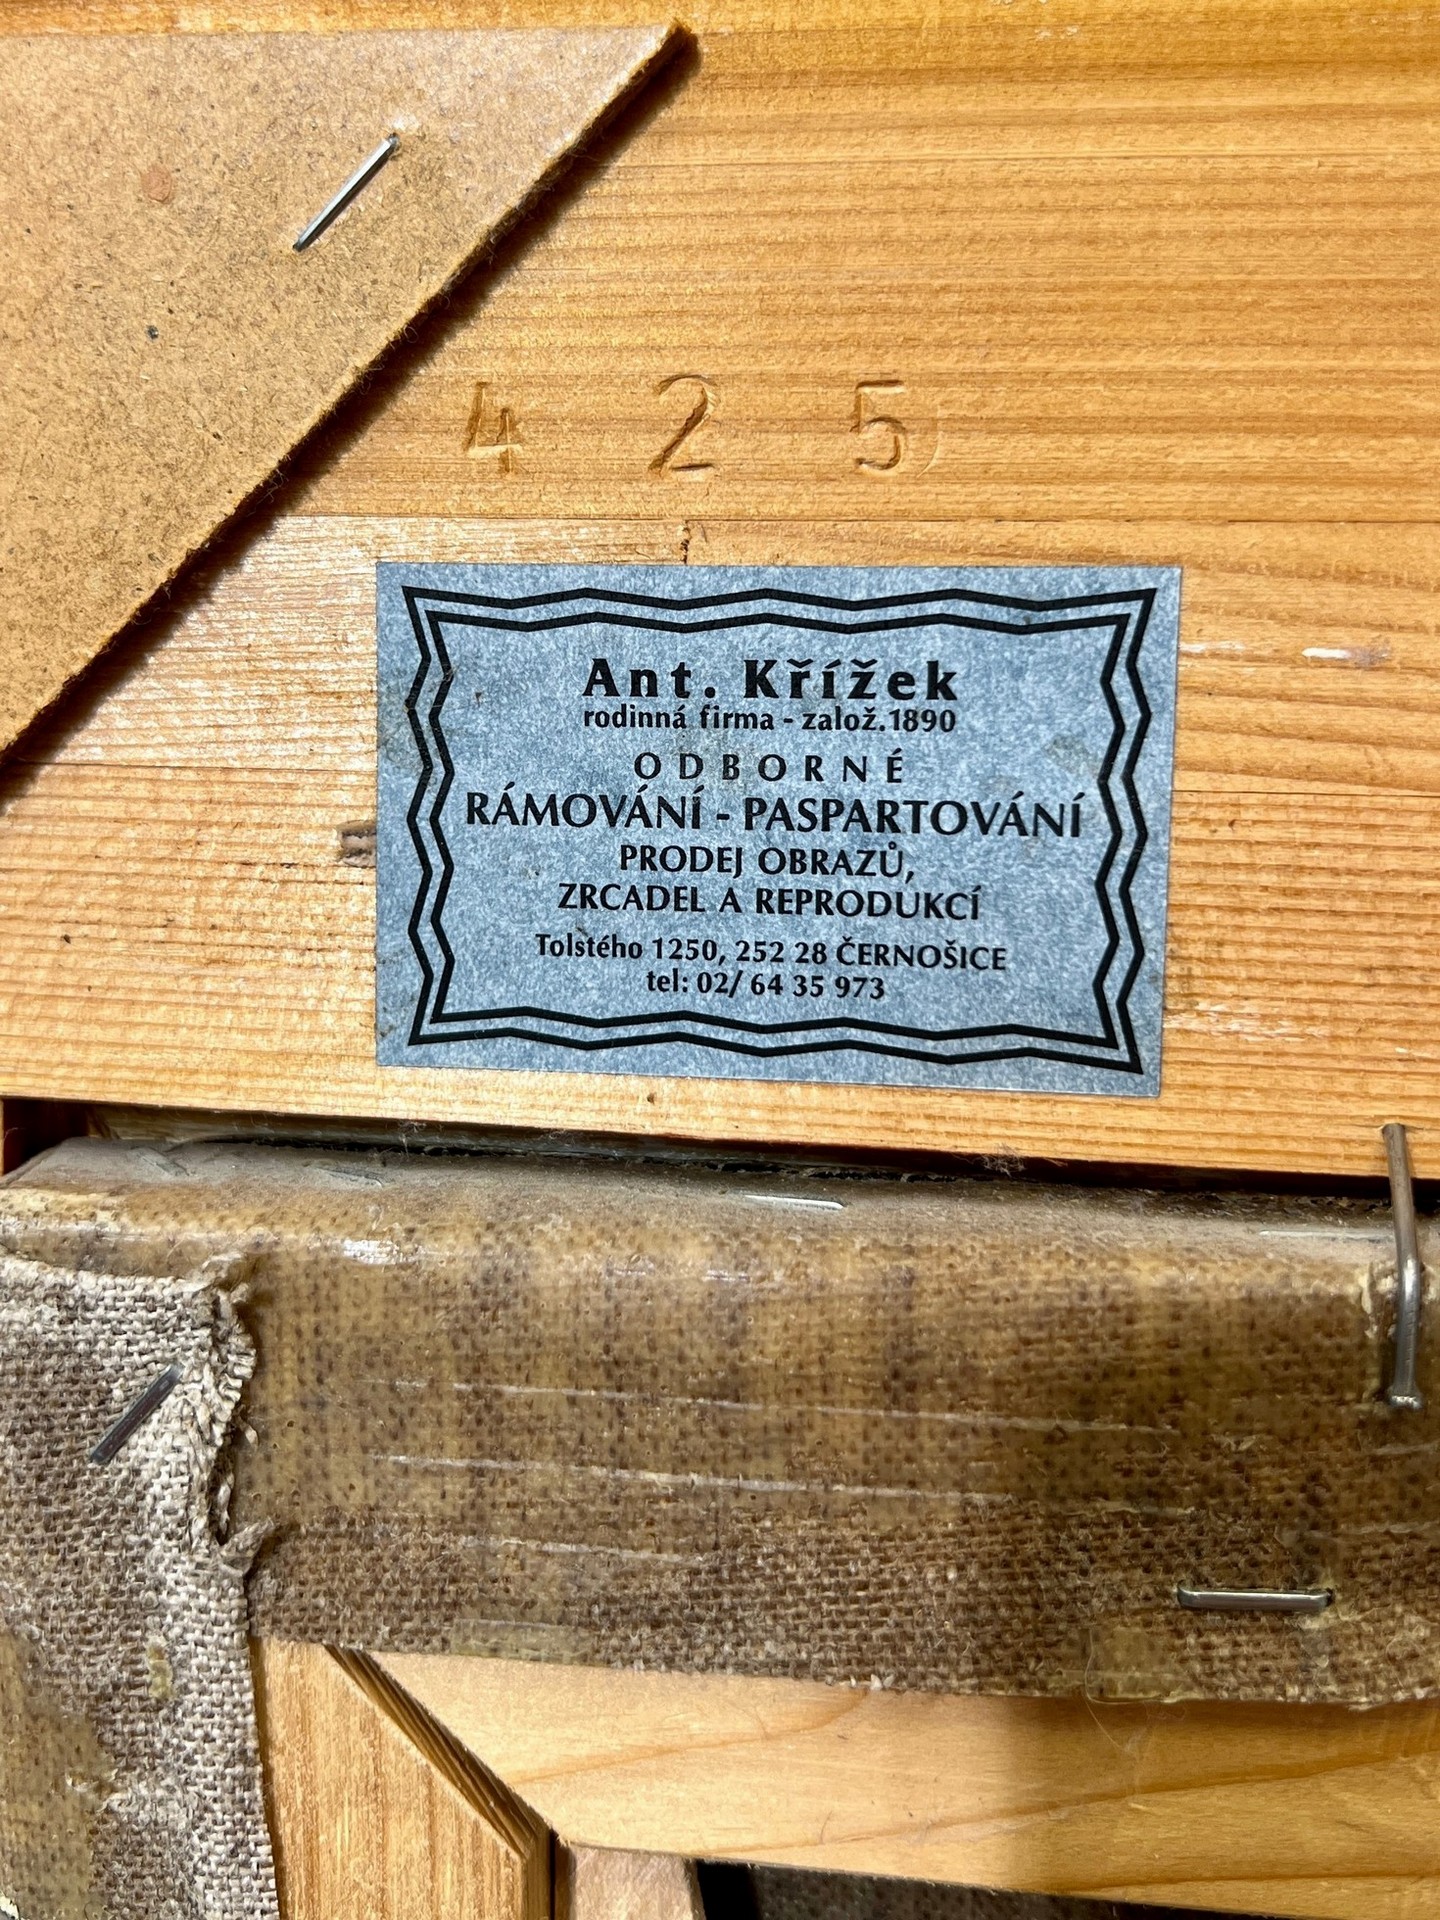 4 2 5
Ant. Křížek
rodinná firma - založ.1890
ODBORNÉ
RÁMOVÁNÍ - PASPARTOVÁNÍ
PRODEJ OBRAZŮ,
ZRCADEL A REPRODUKCÍ
Tolstého 1250, 252 28 ČERNOŠICE
tel: 02/ 64 35 973